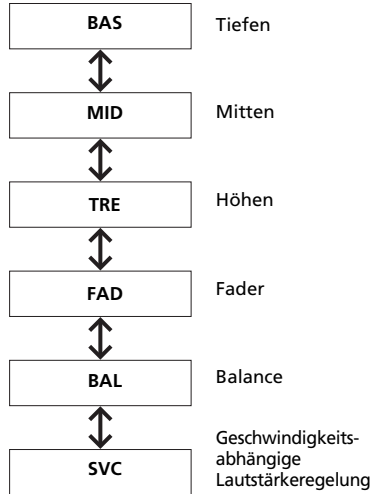 BAS Tiefen
MID Mitten
TRE Höhen
FAD Fader
BAL Balance
SVC Geschwindigkeits-
abhängige
Lautstärkeregelung